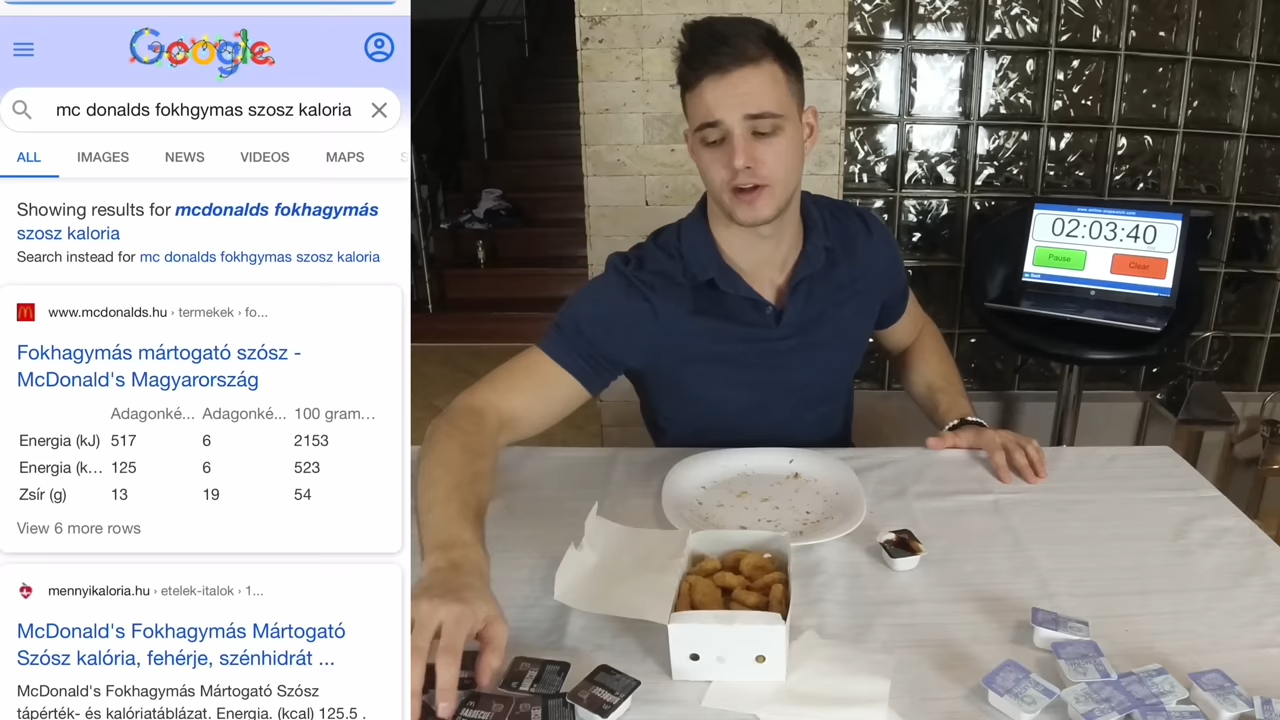 Google
mc donalds fokhgymas szosz kaloria
ALL IMAGES NEWS VIDEOS MAPS S
Showing results for mcdonalds fokhagymás
szosz kaloria
Search instead for mc donalds fokhgymas szosz kaloria
www.mcdonalds.hu › termekek › fo...
Fokhagymás mártogató szósz -
McDonald's Magyarország
Adagonké... Adagonké... 100 gram...
Energia (kJ) 517 6 2153
Energia (k... 125 6 523
Zsír (g) 13 19 54
View 6 more rows
mennyikaloria.hu › etelek-italok › 1...
McDonald's Fokhagymás Mártogató
Szósz kalória, fehérje, szénhidrát ...
McDonald's Fokhagymás Mártogató Szósz
tápérték- és kalóriatáblázat. Energia. (kcal) 125.5 .
02:03:40
Pause Clear
BARBECUE